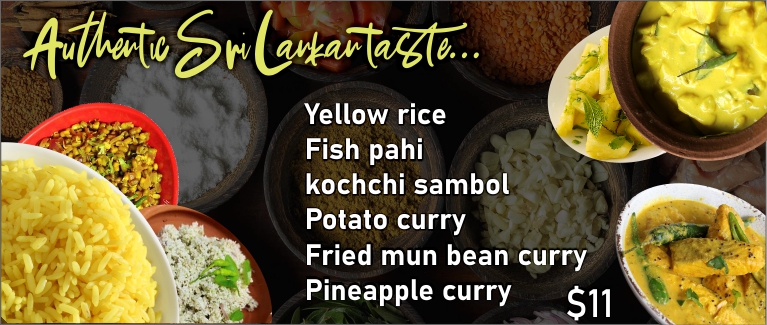 Authentic Sri Lankan taste...
Yellow rice
Fish pahi
kochchi sambol
Potato curry
Fried mun bean curry
Pineapple curry
$11